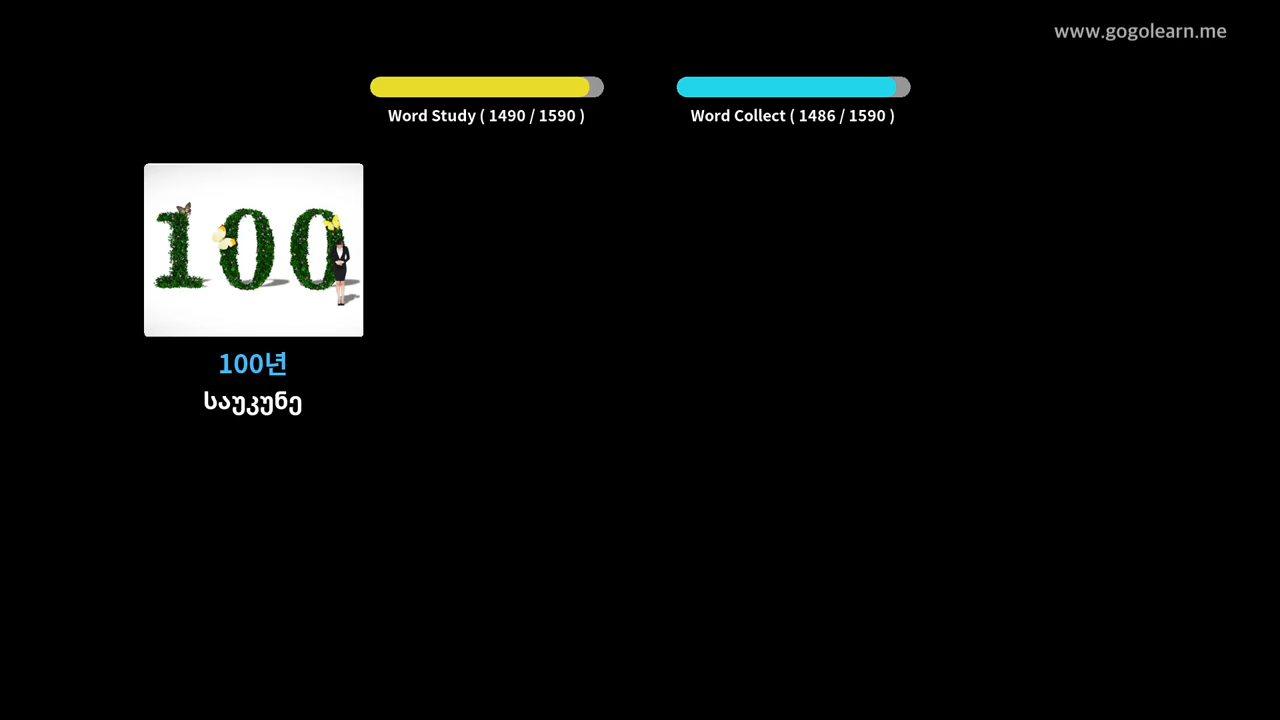 www.gogolearn.me
Word Study ( 1490 / 1590 )
Word Collect ( 1486 / 1590 )
100
100년
საუკუნე